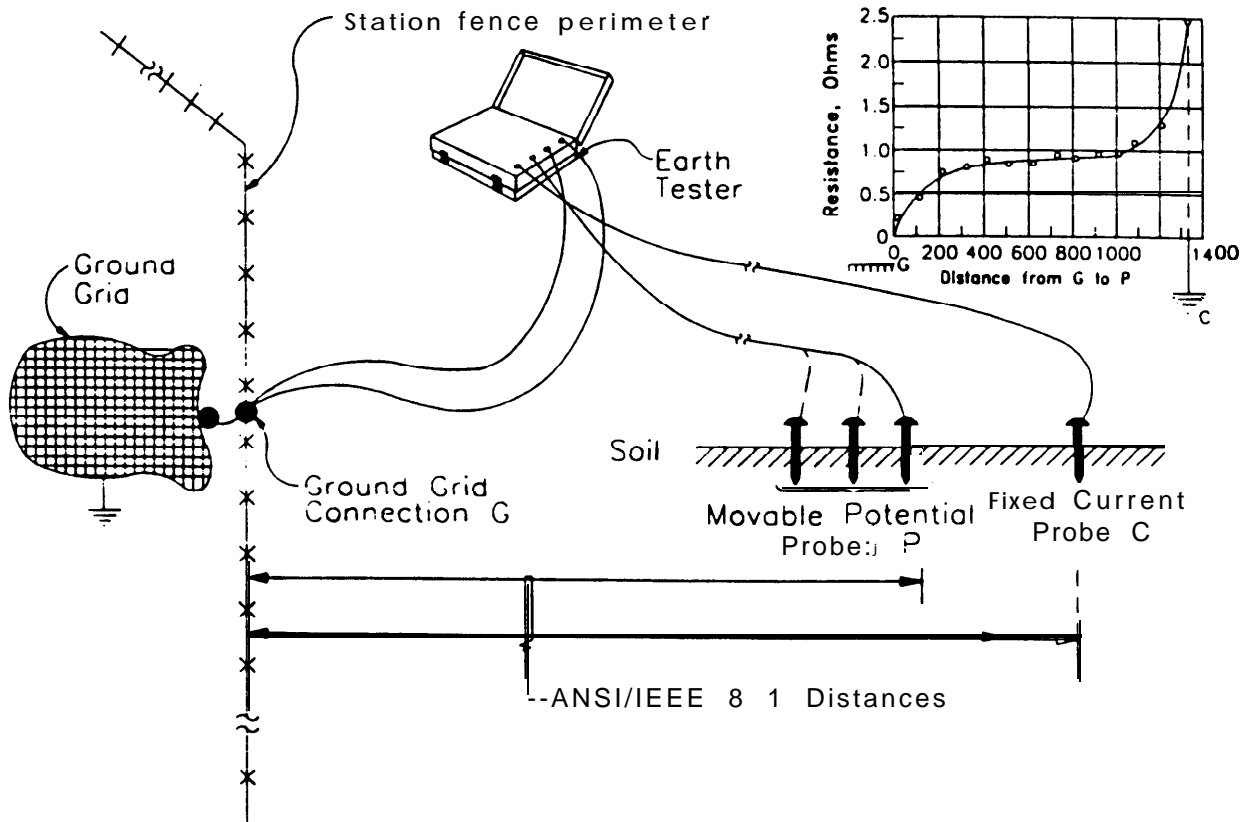 Station fence perimeter
Earth
Tester
Ground
Grid
Ground Grid
Connection G
Soil
Movable Potential
Probe:j P
Fixed Current
Probe C
--ANSI/IEEE 8 1 Distances
Resistance, Ohms
2.5
2.0
1.5
1.0
0.5
0
0 200 400 600 800 1000 1400
G
Distance from G to P
C